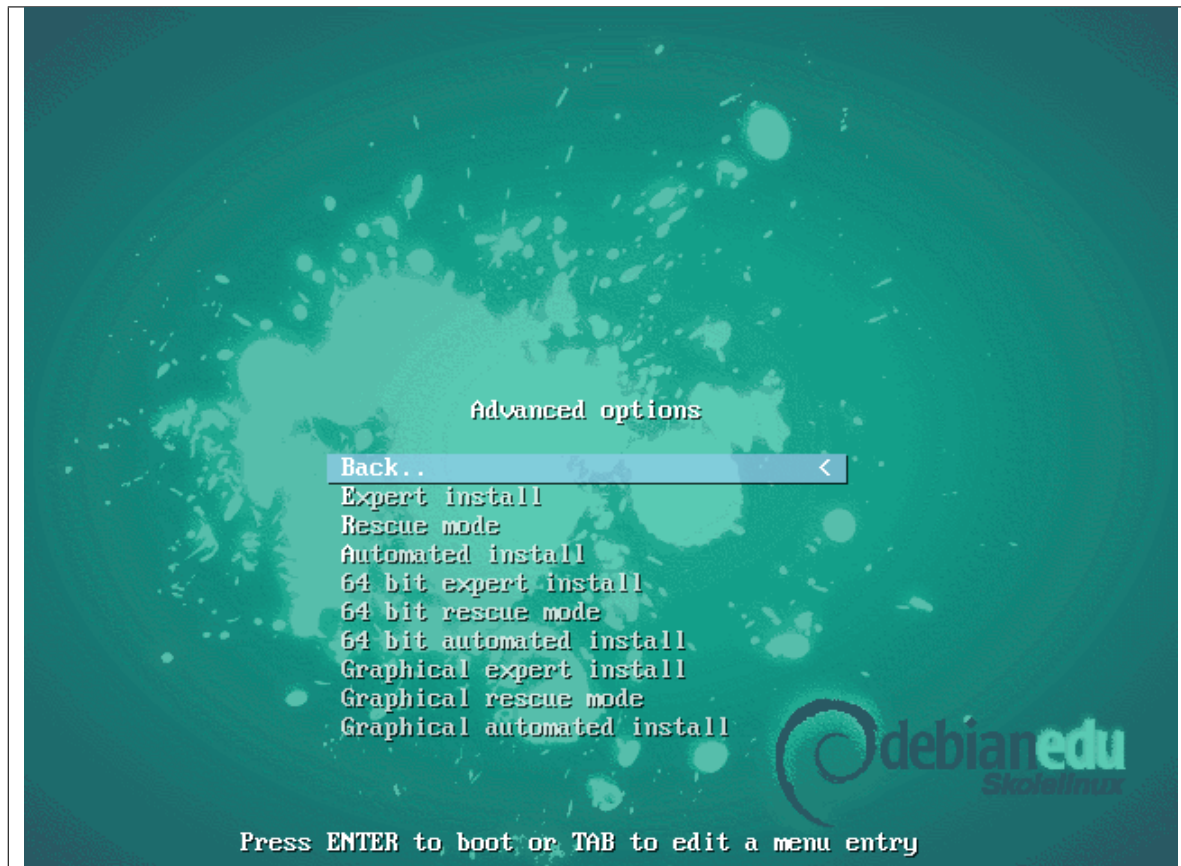 Advanced options
Back.. <
Expert install
Rescue mode
Automated install
64 bit expert install
64 bit rescue mode
64 bit automated install
Graphical expert install
Graphical rescue mode
Graphical automated install
debianedu
Skolelinux
Press ENTER to boot or TAB to edit a menu entry